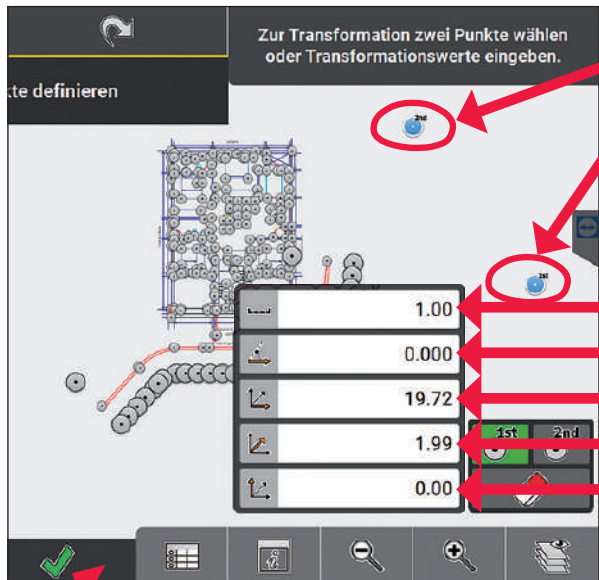 Zur Transformation zwei Punkte wählen
oder Transformationswerte eingeben.
kte definieren
2nd
1st
1.00
0.000
19.72
1.99
0.00
1st
2nd